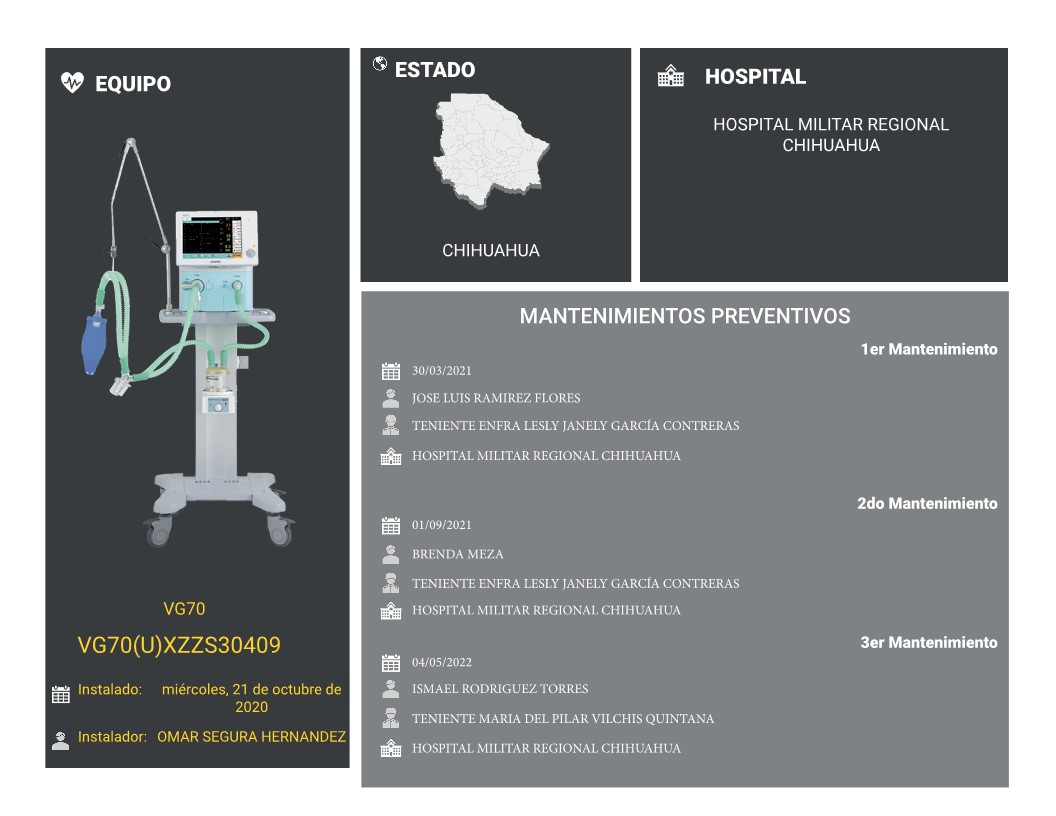 EQUIPO
VG70
VG70(U)XZZS30409
Instalado: miércoles, 21 de octubre de
2020
Instalador: OMAR SEGURA HERNANDEZ
ESTADO
CHIHUAHUA
HOSPITAL
HOSPITAL MILITAR REGIONAL
CHIHUAHUA
MANTENIMIENTOS PREVENTIVOS
1er Mantenimiento
30/03/2021
JOSE LUIS RAMIREZ FLORES
TENIENTE ENFRA LESLY JANELY GARCÍA CONTRERAS
HOSPITAL MILITAR REGIONAL CHIHUAHUA
2do Mantenimiento
01/09/2021
BRENDA MEZA
TENIENTE ENFRA LESLY JANELY GARCÍA CONTRERAS
HOSPITAL MILITAR REGIONAL CHIHUAHUA
3er Mantenimiento
04/05/2022
ISMAEL RODRIGUEZ TORRES
TENIENTE MARIA DEL PILAR VILCHIS QUINTANA
HOSPITAL MILITAR REGIONAL CHIHUAHUA